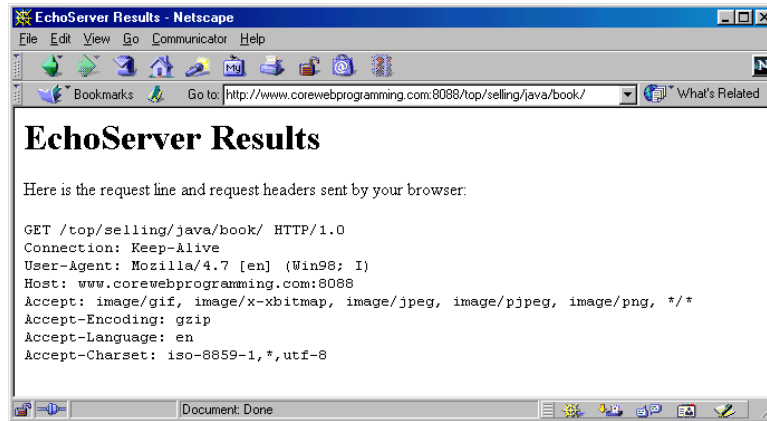 EchoServer Results - Netscape
File Edit View Go Communicator Help
My
N
Bookmarks Go to: http://www.corewebprogramming.com:8088/top/selling/java/book/ What's Related
EchoServer Results
Here is the request line and request headers sent by your browser:
GET /top/selling/java/book/ HTTP/1.0
Connection: Keep-Alive
User-Agent: Mozilla/4.7 [en] (Win98; I)
Host: www.corewebprogramming.com:8088
Accept: image/gif, image/x-xbitmap, image/jpeg, image/pjpeg, image/png, */*
Accept-Encoding: gzip
Accept-Language: en
Accept-Charset: iso-8859-1,*,utf-8
Document: Done